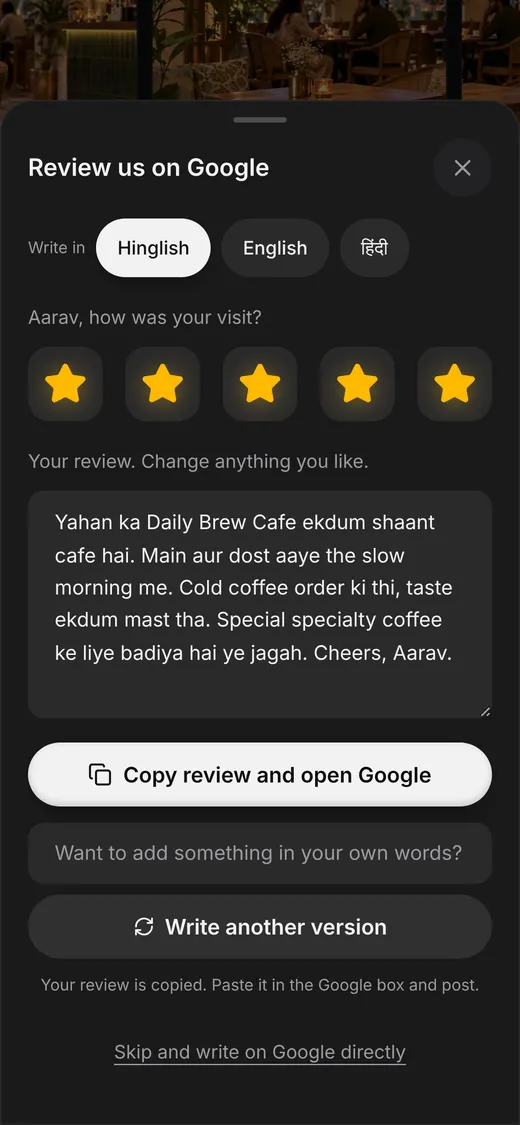 Review us on Google
Write in
Hinglish
English
हिंदी
Aarav, how was your visit?
Your review. Change anything you like.
Yahan ka Daily Brew Cafe ekdum shaant
cafe hai. Main aur dost aaye the slow
morning me. Cold coffee order ki thi, taste
ekdum mast tha. Special specialty coffee
ke liye badiya hai ye jagah. Cheers, Aarav.
Copy review and open Google
Want to add something in your own words?
Write another version
Your review is copied. Paste it in the Google box and post.
Skip and write on Google directly